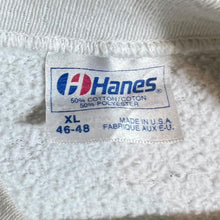 Hanes®
50% COTTON/COTON
50% POLYESTER
XL
46-48
MADE IN U.S.A.
FABRIQUE AUX É.-U.